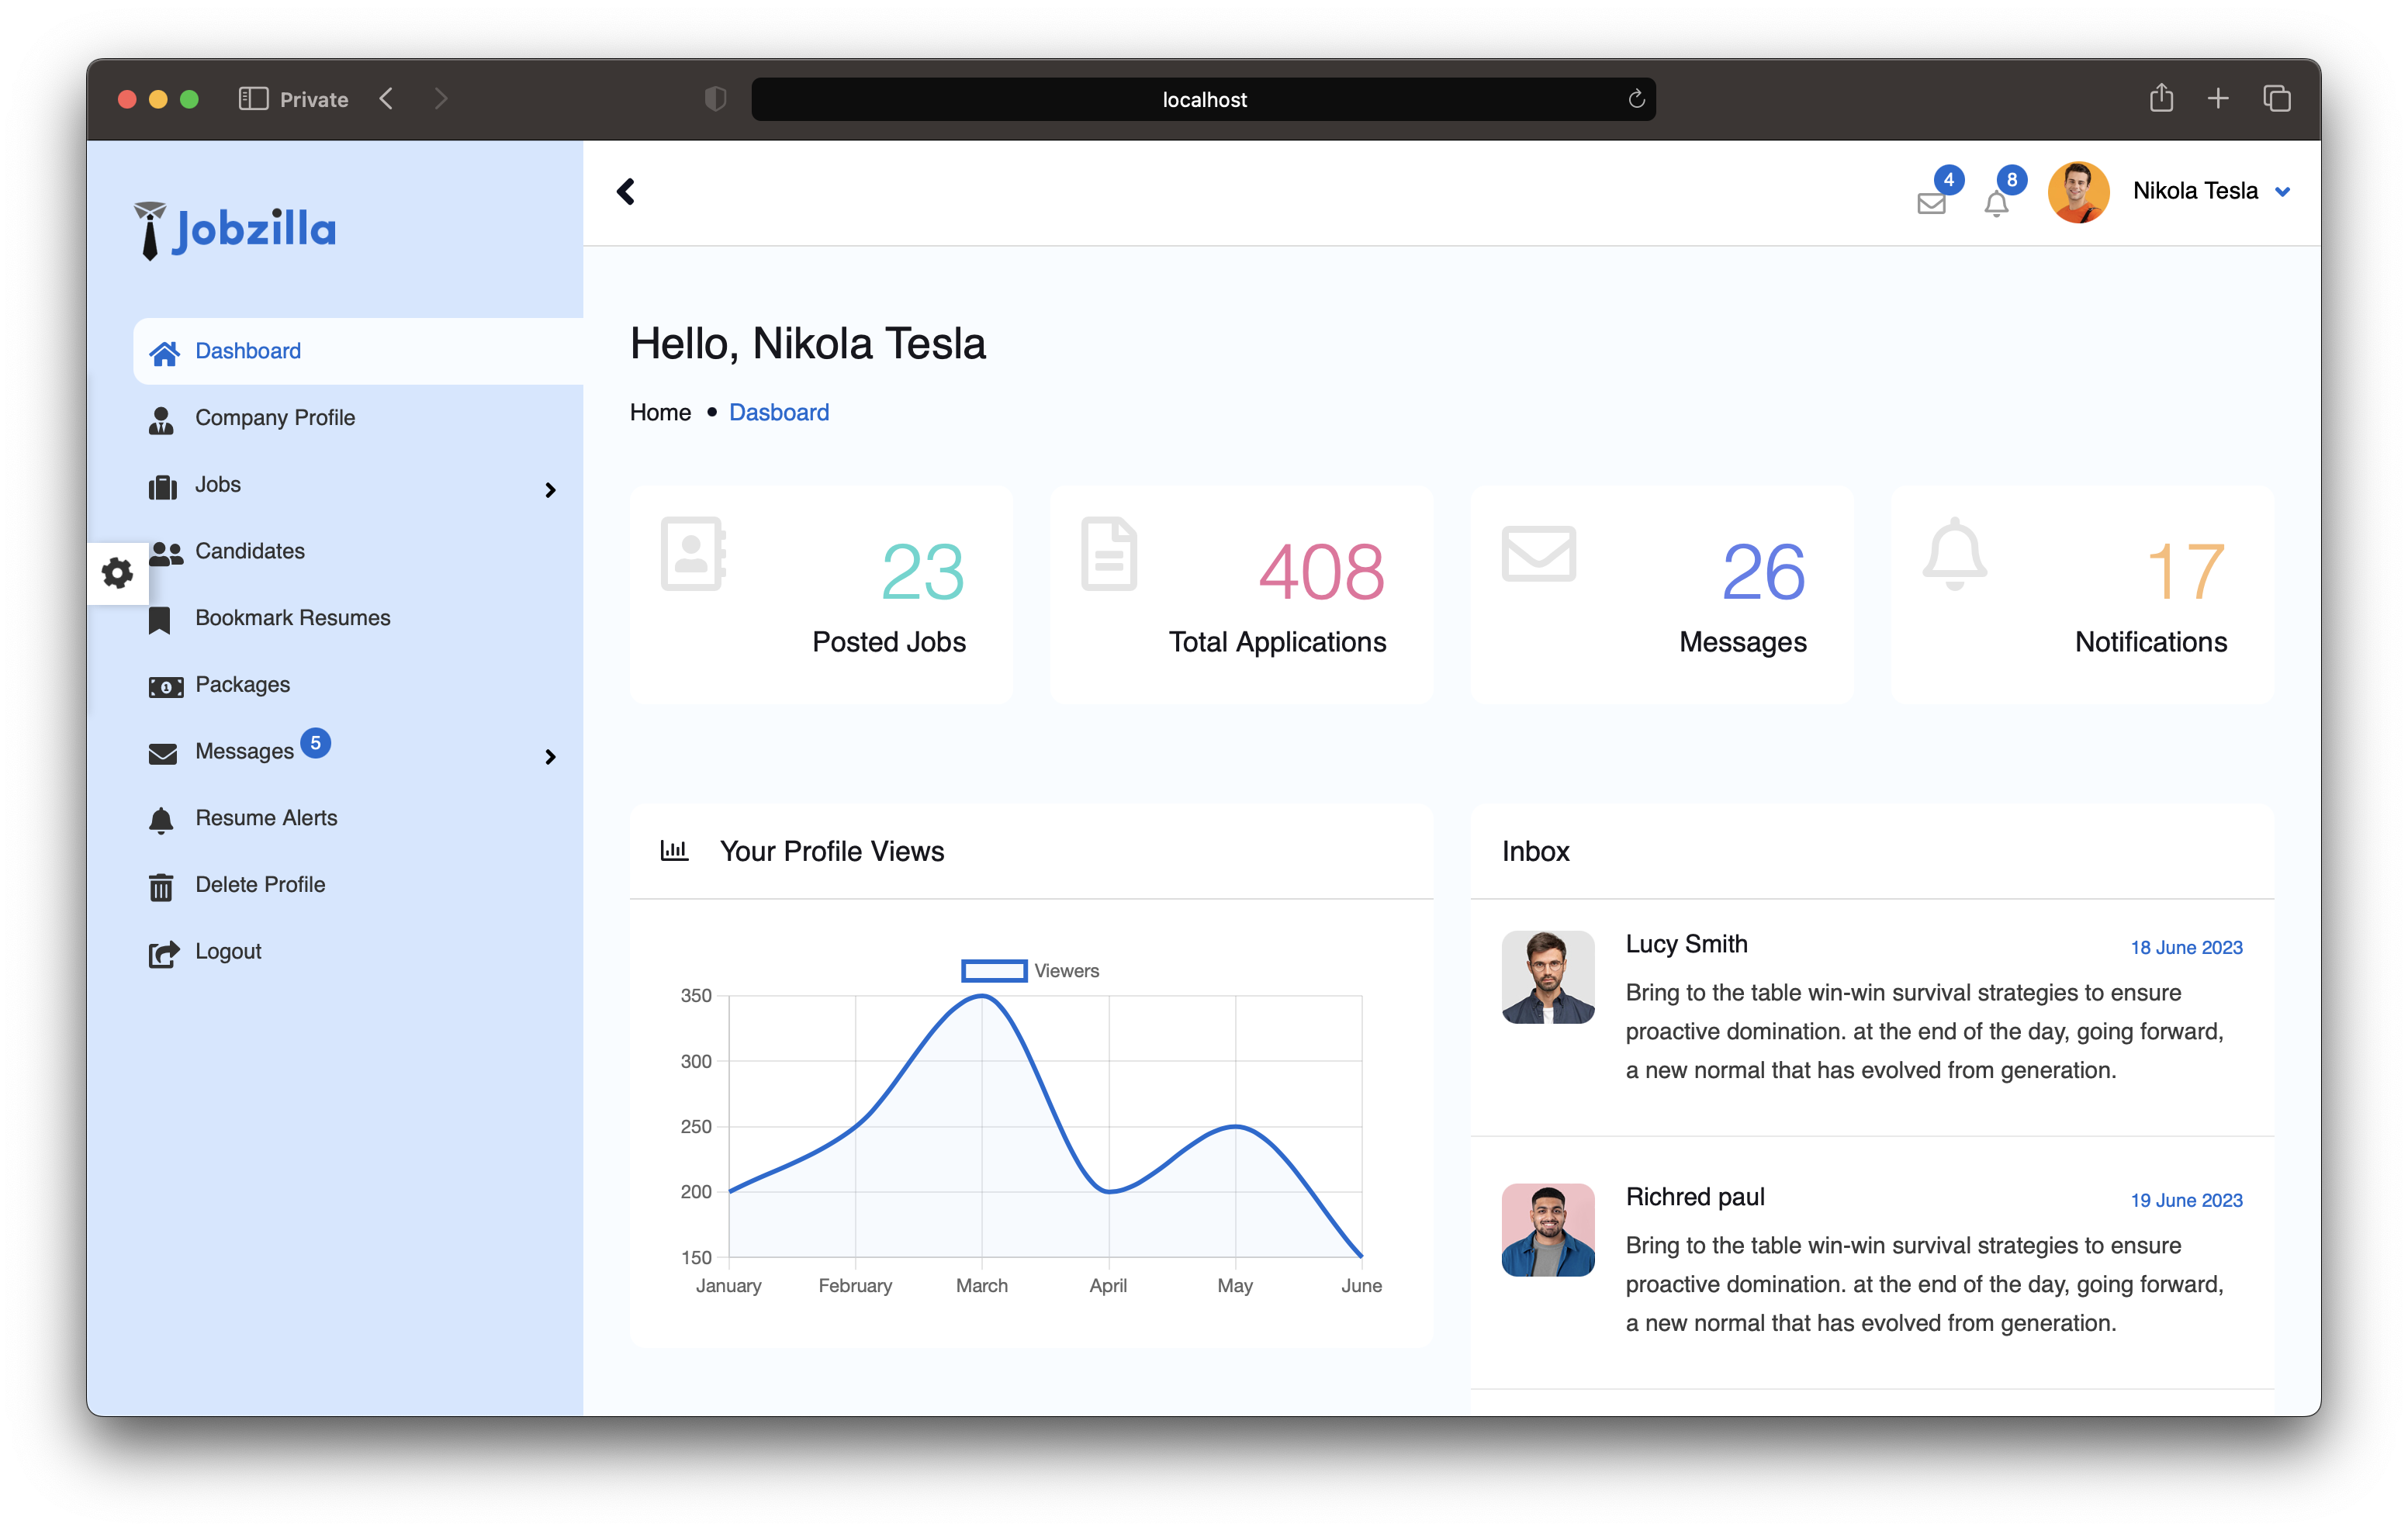 Private
localhost
Jobzilla
4
8
Nikola Tesla
Dashboard
Company Profile
Jobs
Candidates
Bookmark Resumes
1
Packages
Messages 5
Resume Alerts
Delete Profile
Logout
Hello, Nikola Tesla
Home • Dasboard
23
Posted Jobs
408
Total Applications
26
Messages
17
Notifications
Your Profile Views
Viewers
350
300
250
200
150
January February March April May June
Inbox
Lucy Smith
18 June 2023
Bring to the table win-win survival strategies to ensure
proactive domination. at the end of the day, going forward,
a new normal that has evolved from generation.
Richred paul
19 June 2023
Bring to the table win-win survival strategies to ensure
proactive domination. at the end of the day, going forward,
a new normal that has evolved from generation.